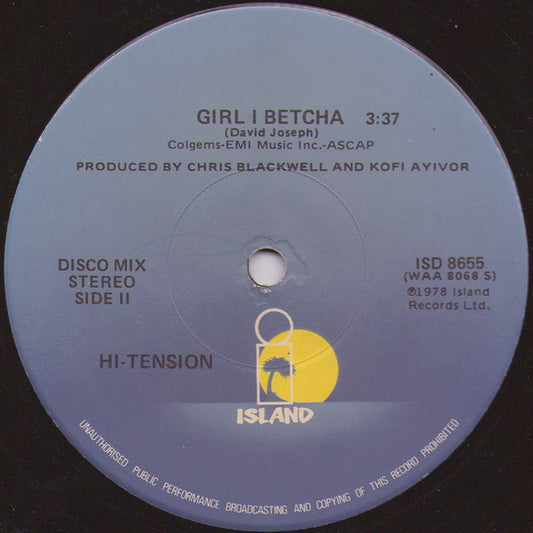 GIRL I BETCHA 3:37
(David Joseph)
Colgems-EMI Music Inc.-ASCAP
PRODUCED BY CHRIS BLACKWELL AND KOFI AYIVOR
DISCO MIX
STEREO
SIDE II
ISD 8655
(WAA 8068 S)
℗1978 Island
Records Ltd.
HI-TENSION
ISLAND
UNAUTHORISED PUBLIC PERFORMANCE BROADCASTING AND COPYING OF THIS RECORD PROHIBITED